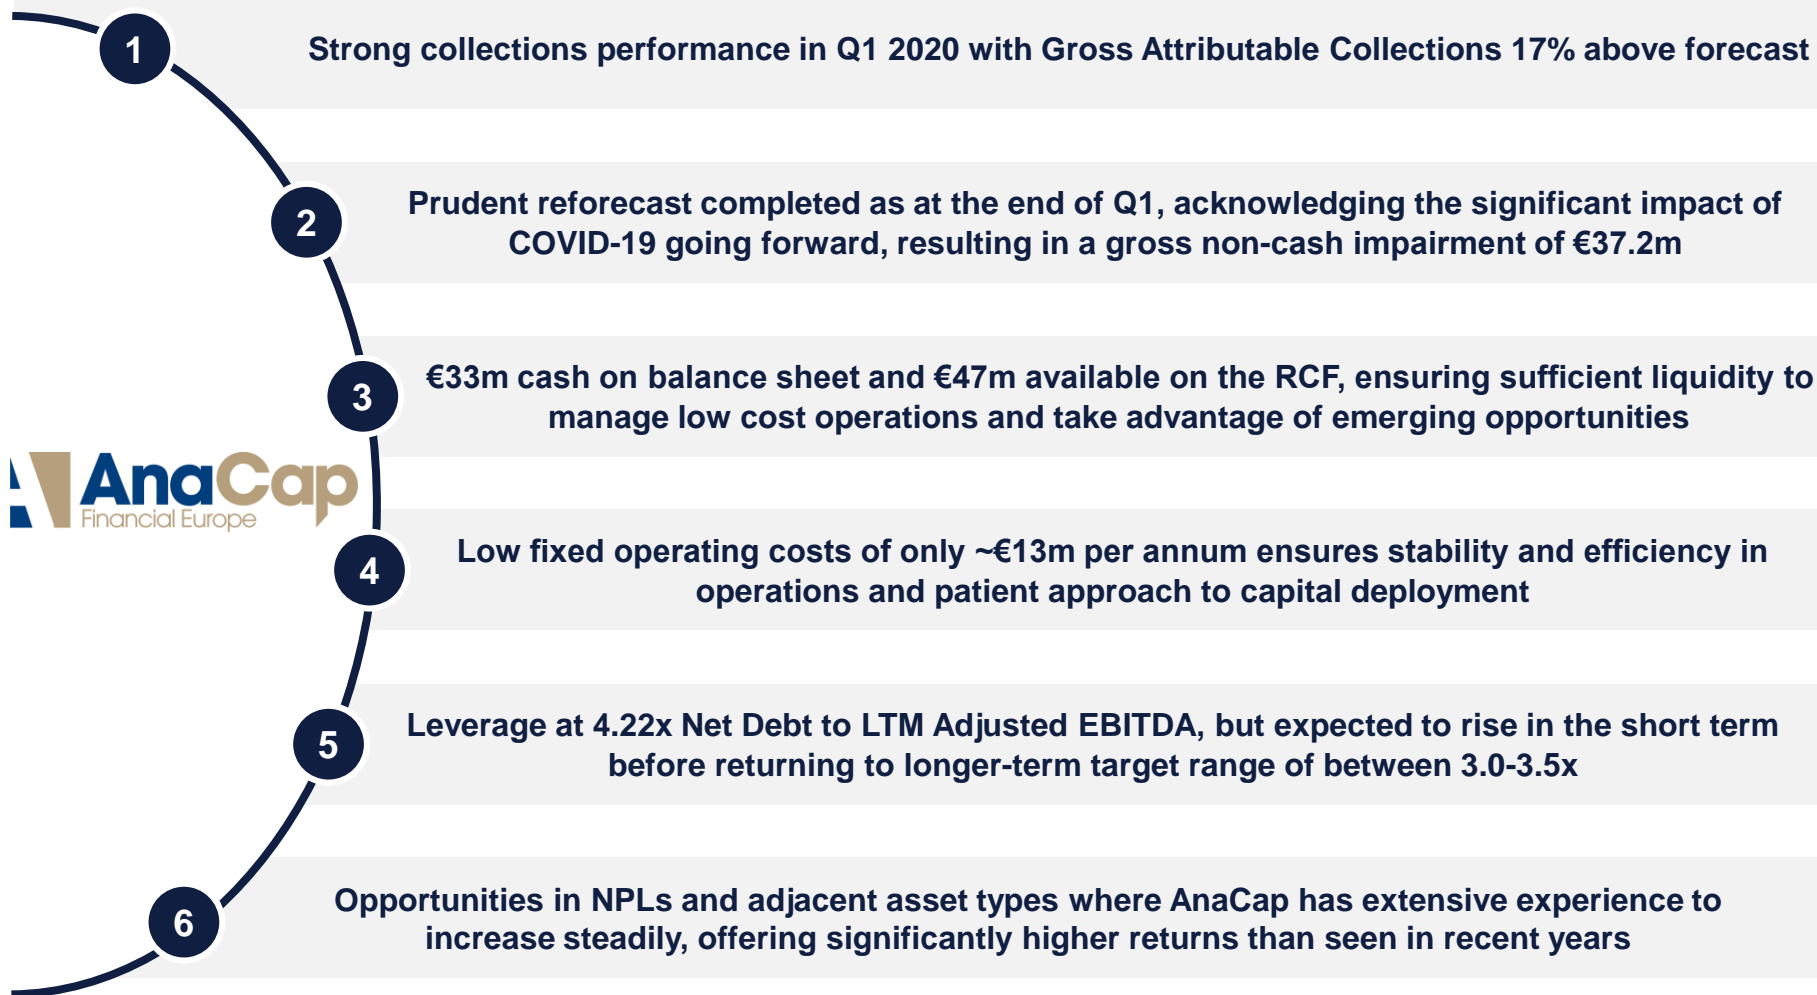 1
Strong collections performance in Q1 2020 with Gross Attributable Collections 17% above forecast
2
Prudent reforecast completed as at the end of Q1, acknowledging the significant impact of
COVID-19 going forward, resulting in a gross non-cash impairment of €37.2m
3
€33m cash on balance sheet and €47m available on the RCF, ensuring sufficient liquidity to
manage low cost operations and take advantage of emerging opportunities
AnaCap
Financial Europe
4
Low fixed operating costs of only ~€13m per annum ensures stability and efficiency in
operations and patient approach to capital deployment
5
Leverage at 4.22x Net Debt to LTM Adjusted EBITDA, but expected to rise in the short term
before returning to longer-term target range of between 3.0-3.5x
6
Opportunities in NPLs and adjacent asset types where AnaCap has extensive experience to
increase steadily, offering significantly higher returns than seen in recent years